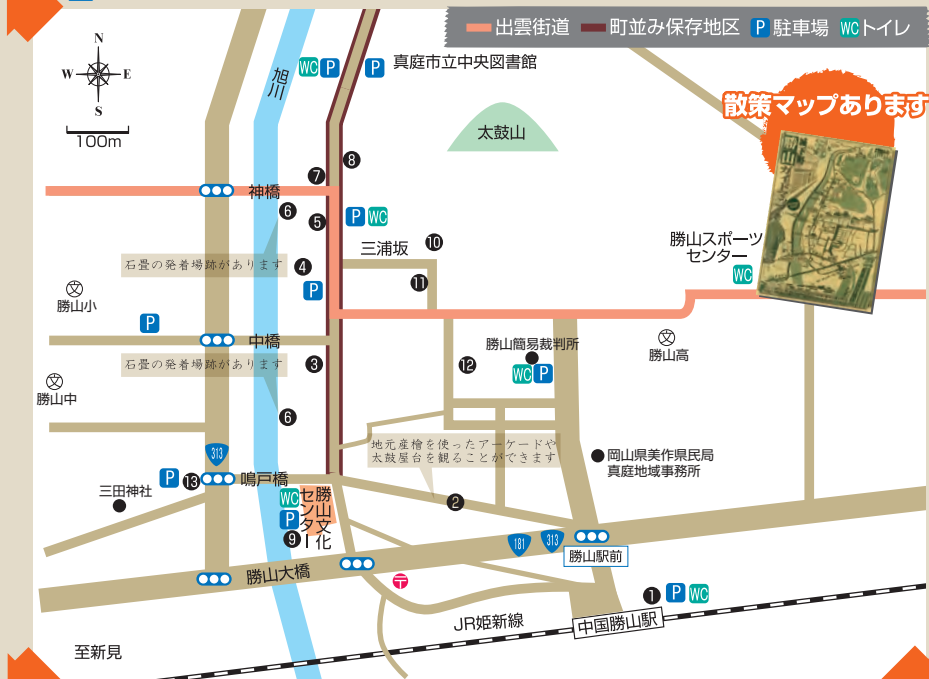 出雲街道 町並み保存地区 P 駐車場 WC トイレ
N
W E
S
100m
旭川
WC P
P 真庭市立中央図書館
太鼓山
散策マップあります
8
7
神橋
6
5
P WC
三浦坂
10
石畳の発着場跡があります
4
11
P
勝山スポーツ
センター
WC
文
勝山小
P
中橋
石畳の発着場跡があります
3
勝山簡易裁判所
WC P
12
文
勝山高
文
勝山中
6
地元産檜を使ったアーケードや
太鼓屋台を観ることができます
岡山県美作県民局
真庭地域事務所
313
P 13 鳴戸橋
三田神社
WC
P
9
勝山文化
センター
2
181 313
勝山駅前
勝山大橋
〒
1 P WC
JR姫新線
中国勝山駅
至新見